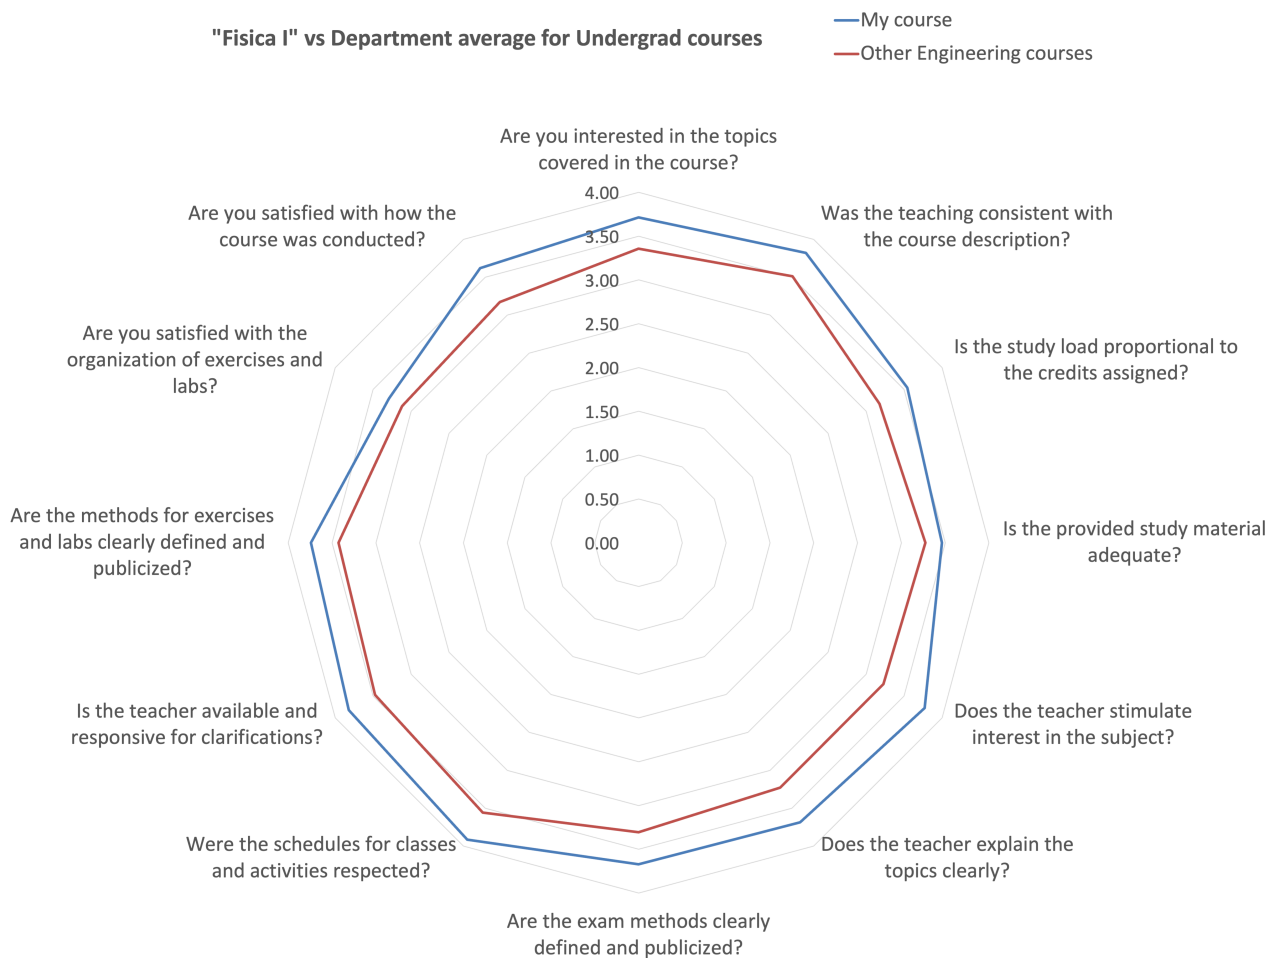 "Fisica I" vs Department average for Undergrad courses
My course
Other Engineering courses
Are you interested in the topics
covered in the course?
Was the teaching consistent with
the course description?
Is the study load proportional to
the credits assigned?
Is the provided study material
adequate?
Does the teacher stimulate
interest in the subject?
Does the teacher explain the
topics clearly?
Are the exam methods clearly
defined and publicized?
Were the schedules for classes
and activities respected?
Is the teacher available and
responsive for clarifications?
Are the methods for exercises
and labs clearly defined and
publicized?
Are you satisfied with the
organization of exercises and
labs?
Are you satisfied with how the
course was conducted?
4.00
3.50
3.00
2.50
2.00
1.50
1.00
0.50
0.00